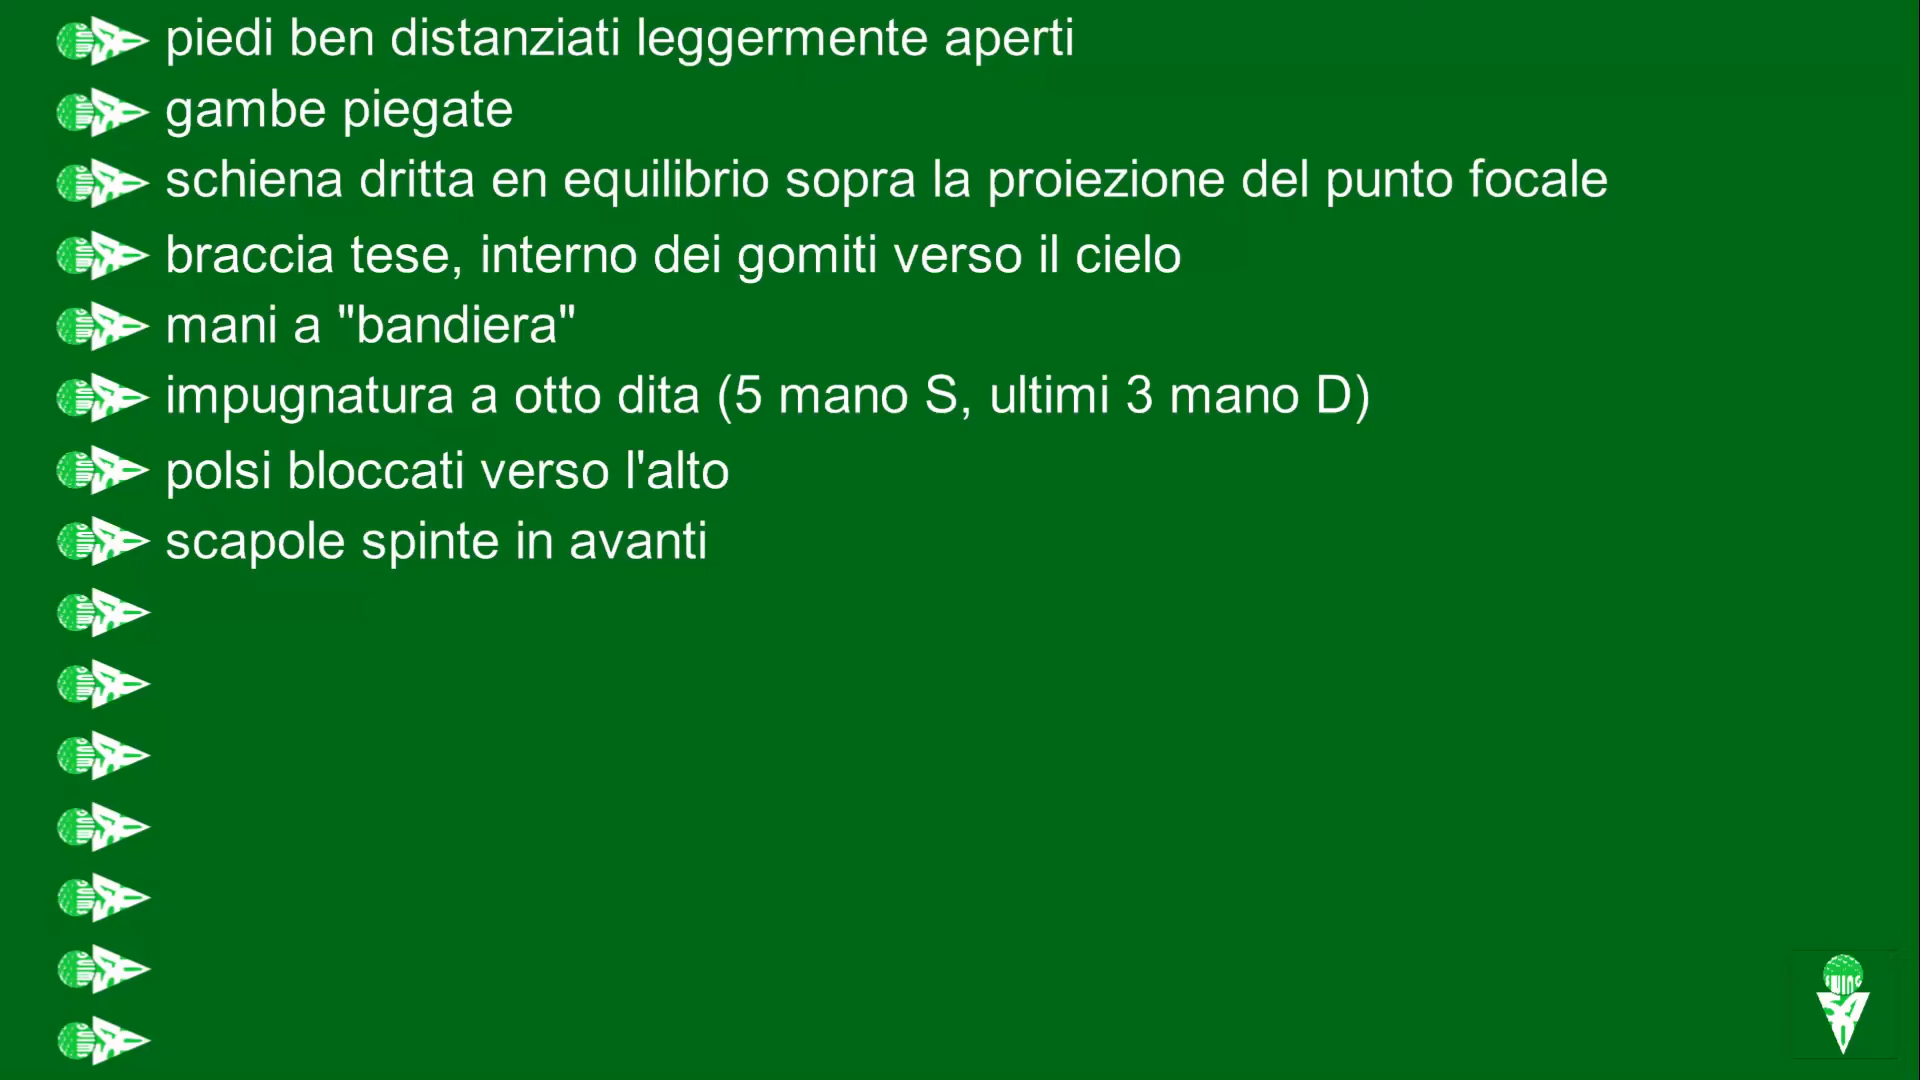 piedi ben distanziati leggermente aperti
gambe piegate
schiena dritta en equilibrio sopra la proiezione del punto focale
braccia tese, interno dei gomiti verso il cielo
mani a "bandiera"
impugnatura a otto dita (5 mano S, ultimi 3 mano D)
polsi bloccati verso l'alto
scapole spinte in avanti
SWING